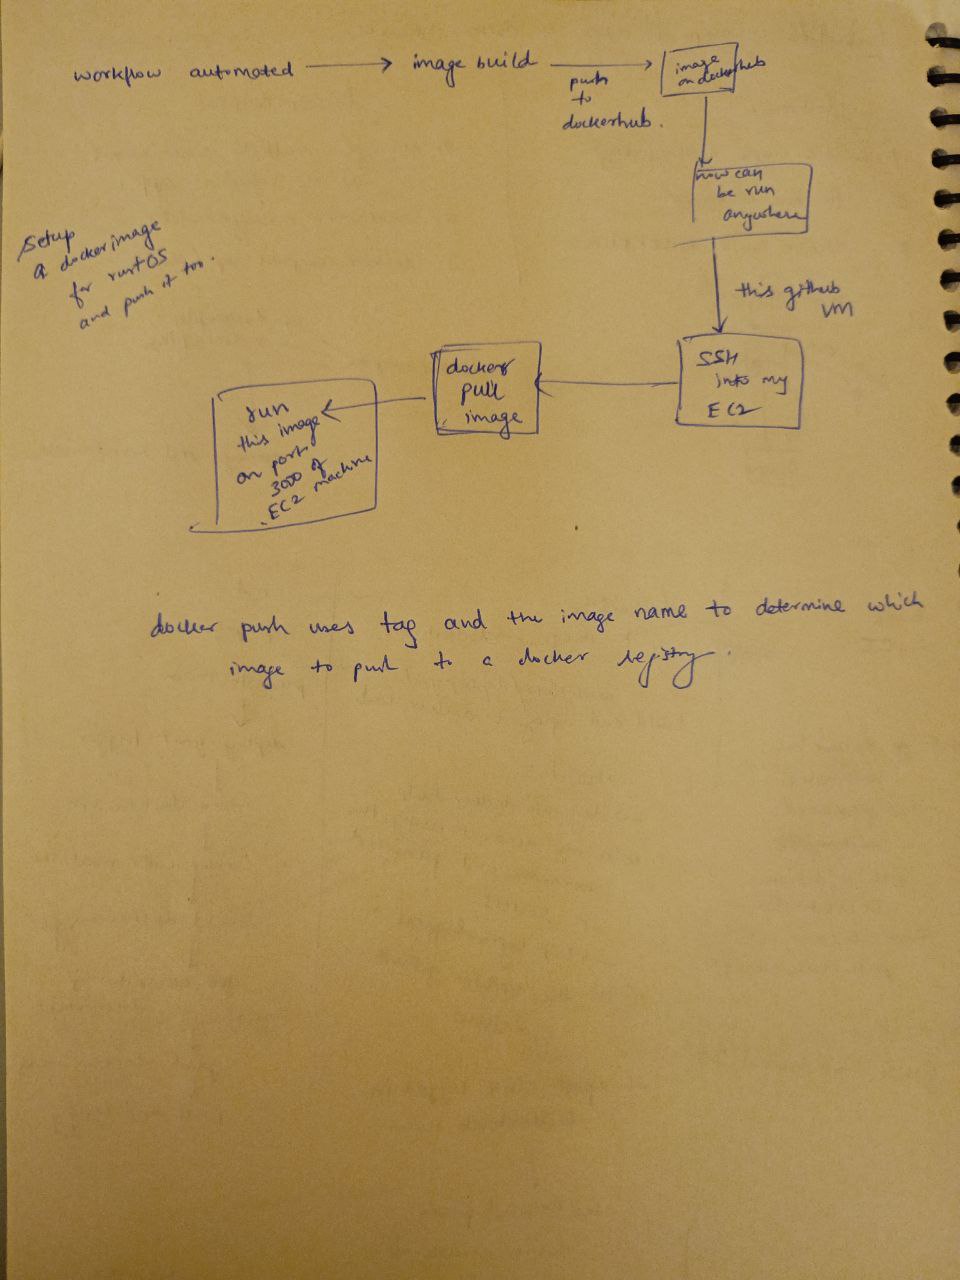 workflow automated
image build
push
to
dockerhub.
image
on dockerhub
now can
be run
anywhere
this github
VM
SSH
into my
EC2
docker
pull
image
run
this image
on port
3000 of
EC2 machine
Setup
a docker image
for rust OS
and push it too.
docker push uses tag and the image name to determine which
image to push to a docker registry.